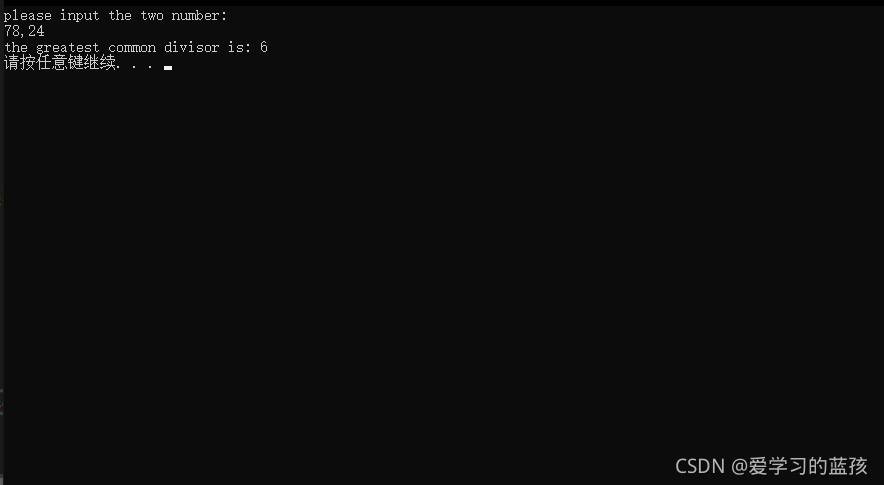 please input the two number:
78,24
the greatest common divisor is: 6
请按任意键继续. . .
CSDN @爱学习的蓝孩